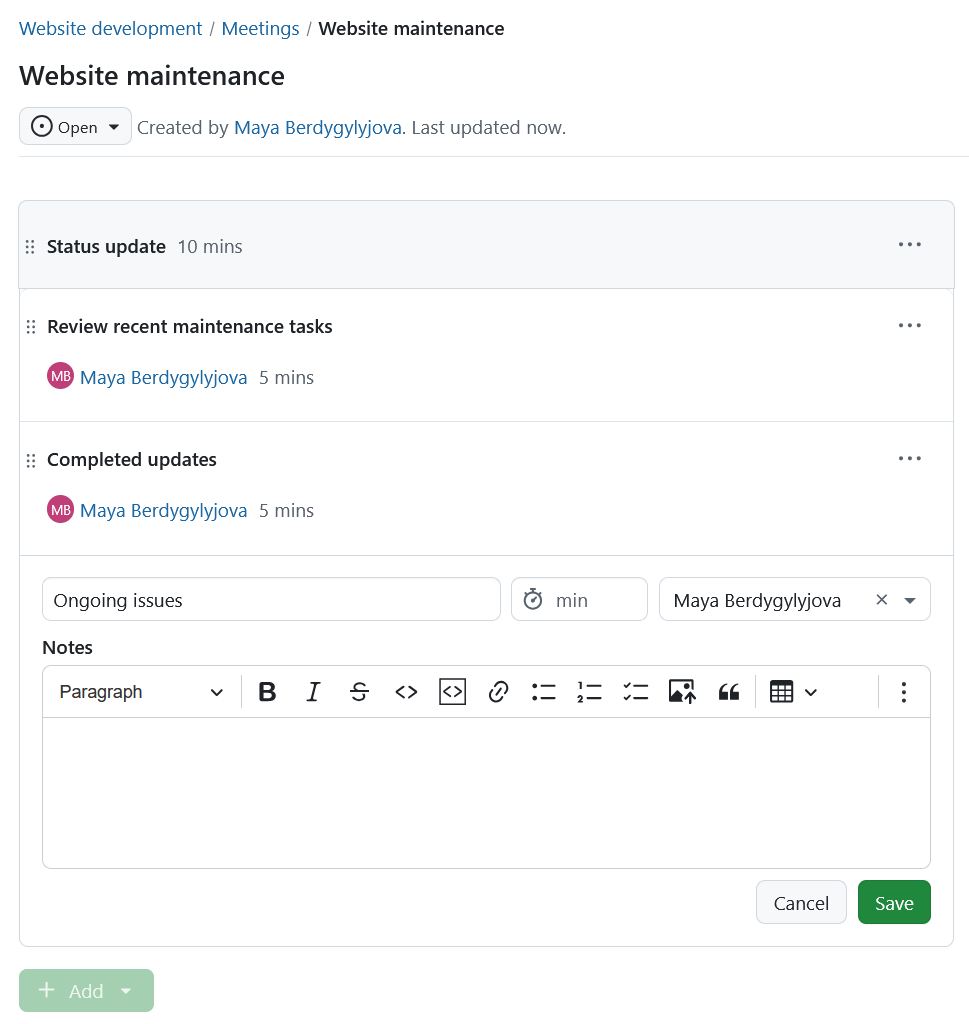 Website development / Meetings / Website maintenance
Website maintenance
Open Created by Maya Berdygylyjova. Last updated now.
Status update 10 mins
Review recent maintenance tasks
MB Maya Berdygylyjova 5 mins
Completed updates
MB Maya Berdygylyjova 5 mins
Ongoing issues min Maya Berdygylyjova
Notes
Paragraph
Cancel Save
Add